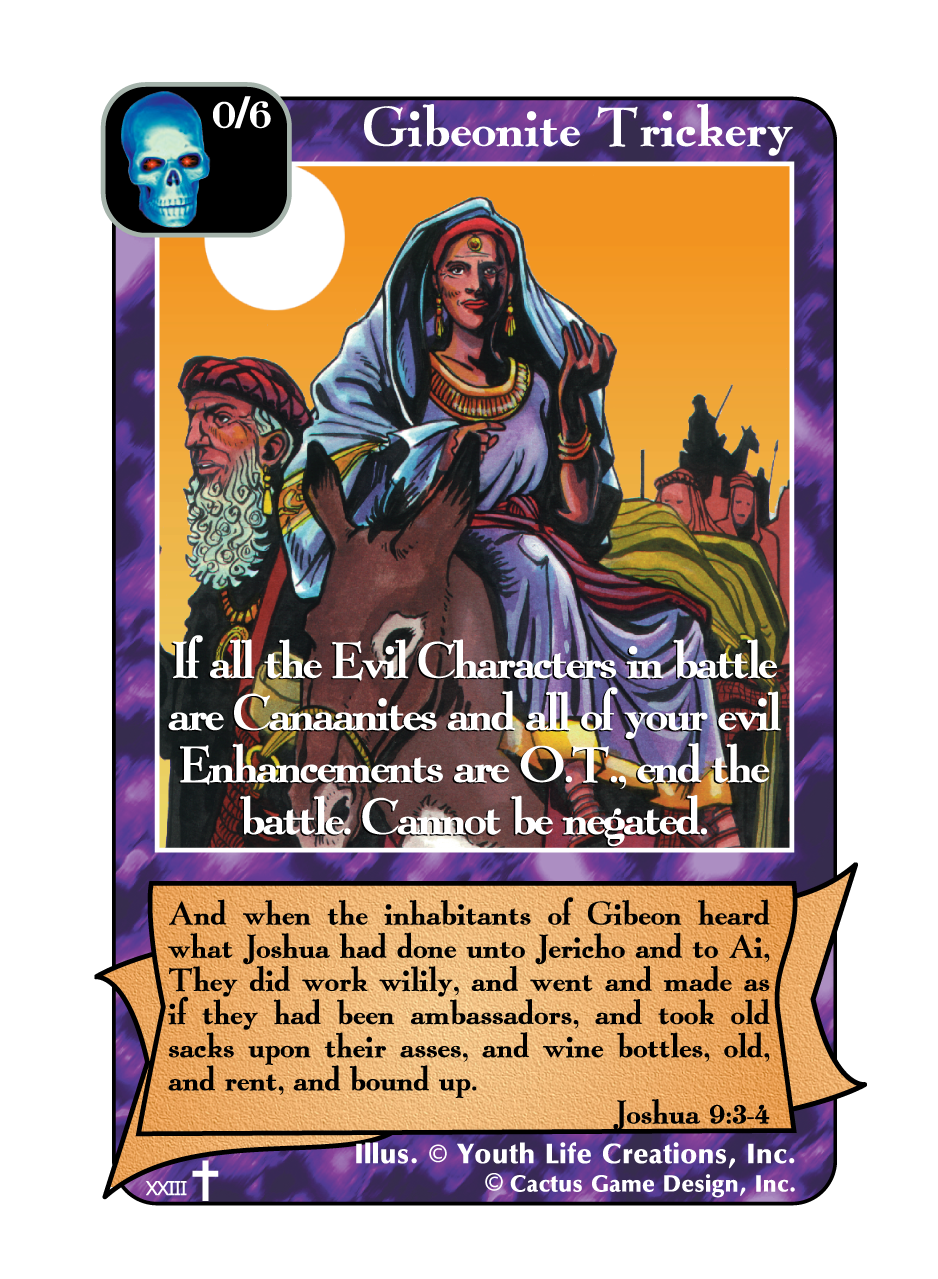 0/6
Gibeonite Trickery
If all the Evil Characters in battle
are Canaanites and all of your evil
Enhancements are O.T., end the
battle. Cannot be negated.
And when the inhabitants of Gibeon heard
what Joshua had done unto Jericho and to Ai,
They did work wilily, and went and made as
if they had been ambassadors, and took old
sacks upon their asses, and wine bottles, old,
and rent, and bound up.
Joshua 9:3-4
Illus. © Youth Life Creations, Inc.
XXIII
© Cactus Game Design, Inc.